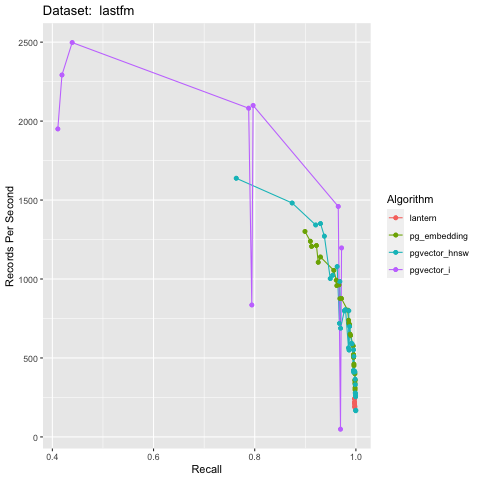 Dataset:  lastfm
Records Per Second
2500
2000
1500
1000
500
0
0.4
0.6
0.8
1.0
Recall
Algorithm
lantern
pg_embedding
pgvector_hnsw
pgvector_i